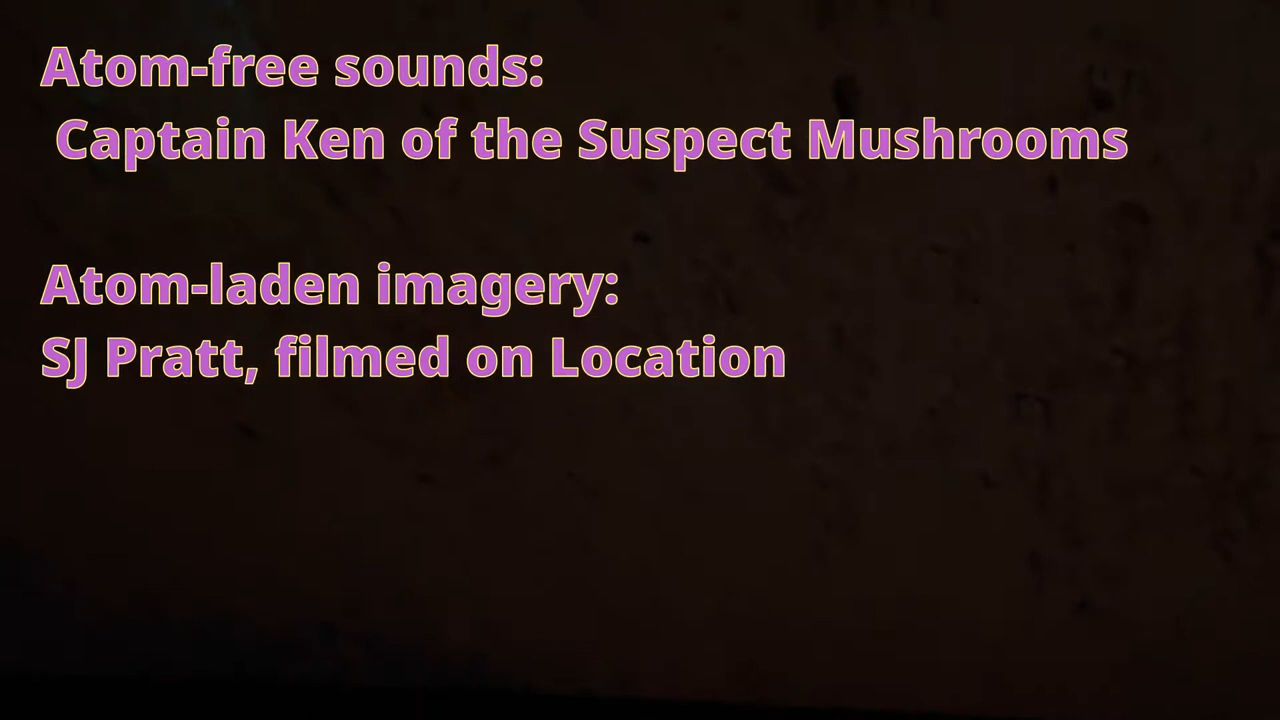 Atom-free sounds:
Captain Ken of the Suspect Mushrooms
Atom-laden imagery:
SJ Pratt, filmed on Location